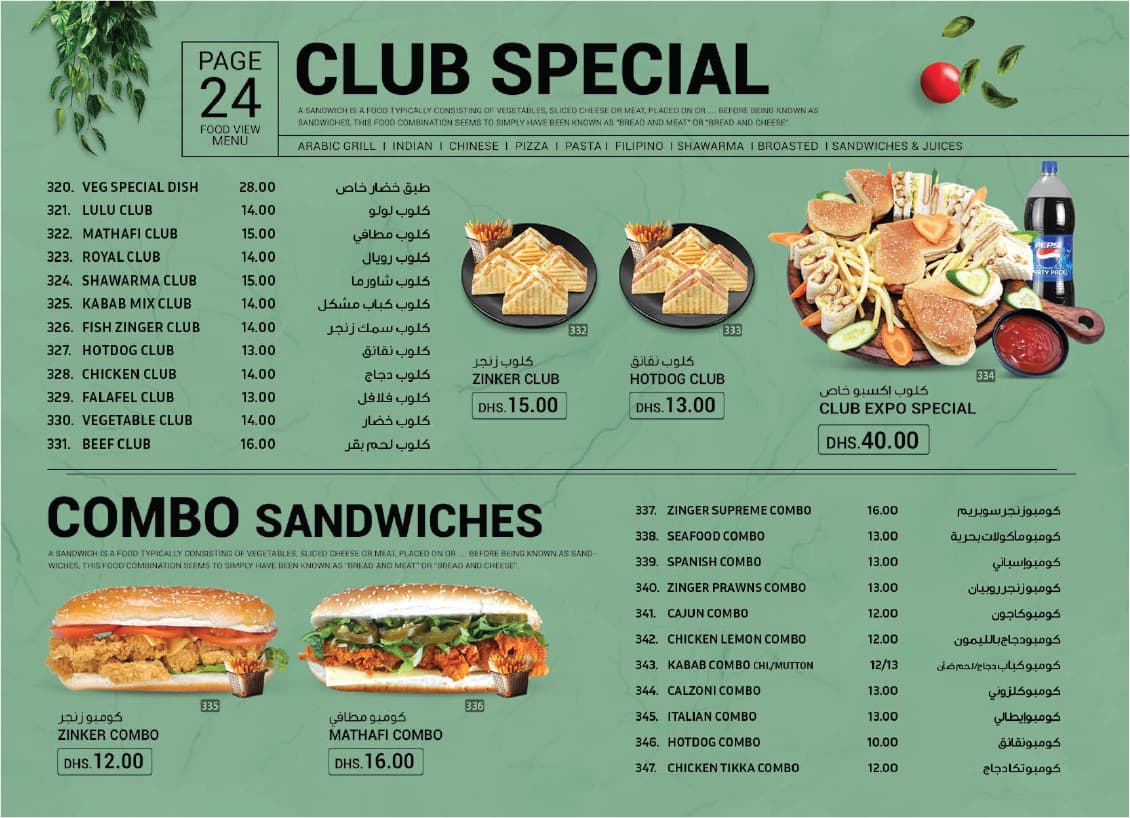 PAGE
24
FOOD VIEW
MENU
CLUB SPECIAL
A SANDWICH IS A FOOD TYPICALLY CONSISTING OF VEGETABLES, SLICED CHEESE OR MEAT, PLACED ON OR .... BEFORE BEING KNOWN AS
SANDWICHES, THIS FOOD COMBINATION SEEMS TO SIMPLY HAVE BEEN KNOWN AS "BREAD AND MEAT" OR "BREAD AND CHEESE".
ARABIC GRILL I INDIAN I CHINESE I PIZZA I PASTA I FILIPINO I SHAWARMA I BROASTED I SANDWICHES & JUICES
320. VEG SPECIAL DISH 28.00 طبق خضار خاص
321. LULU CLUB 14.00 كلوب لولو
322. MATHAFI CLUB 15.00 كلوب مطافي
323. ROYAL CLUB 14.00 كلوب رويال
324. SHAWARMA CLUB 15.00 كلوب شاورما
325. KABAB MIX CLUB 14.00 كلوب كباب مشكل
326. FISH ZINGER CLUB 14.00 كلوب سمك زنجر
327. HOTDOG CLUB 13.00 كلوب نقانق
328. CHICKEN CLUB 14.00 كلوب دجاج
329. FALAFEL CLUB 13.00 كلوب فلافل
330. VEGETABLE CLUB 14.00 كلوب خضار
331. BEEF CLUB 16.00 كلوب لحم بقر
332
كلوب زنجر
ZINKER CLUB
DHS.15.00
333
كلوب نقانق
HOTDOG CLUB
DHS.13.00
PEPSI
PARTY PACK
334
كلوب إكسبو خاص
CLUB EXPO SPECIAL
DHS.40.00
COMBO SANDWICHES
A SANDWICH IS A FOOD TYPICALLY CONSISTING OF VEGETABLES, SLICED CHEESE OR MEAT, PLACED ON OR .... BEFORE BEING KNOWN AS SAND-
WICHES, THIS FOOD COMBINATION SEEMS TO SIMPLY HAVE BEEN KNOWN AS "BREAD AND MEAT" OR "BREAD AND CHEESE".
335
كومبو زنجر
ZINKER COMBO
DHS.12.00
336
كومبو مطافي
MATHAFI COMBO
DHS.16.00
337. ZINGER SUPREME COMBO 16.00 كومبوزنجر سوبريم
338. SEAFOOD COMBO 13.00 كومبومأكولات بحرية
339. SPANISH COMBO 13.00 كومبوإسباني
340. ZINGER PRAWNS COMBO 13.00 كومبوزنجر روبيان
341. CAJUN COMBO 12.00 كومبوكاجون
342. CHICKEN LEMON COMBO 12.00 كومبودجاج بالليمون
343. KABAB COMBO CHI./MUTTON 12/13 كومبو كباب دجاج/لحم ضأن
344. CALZONI COMBO 13.00 كومبوكلزوني
345. ITALIAN COMBO 13.00 كومبوإيطالي
346. HOTDOG COMBO 10.00 كومبونقانق
347. CHICKEN TIKKA COMBO 12.00 كومبوتكادجاج